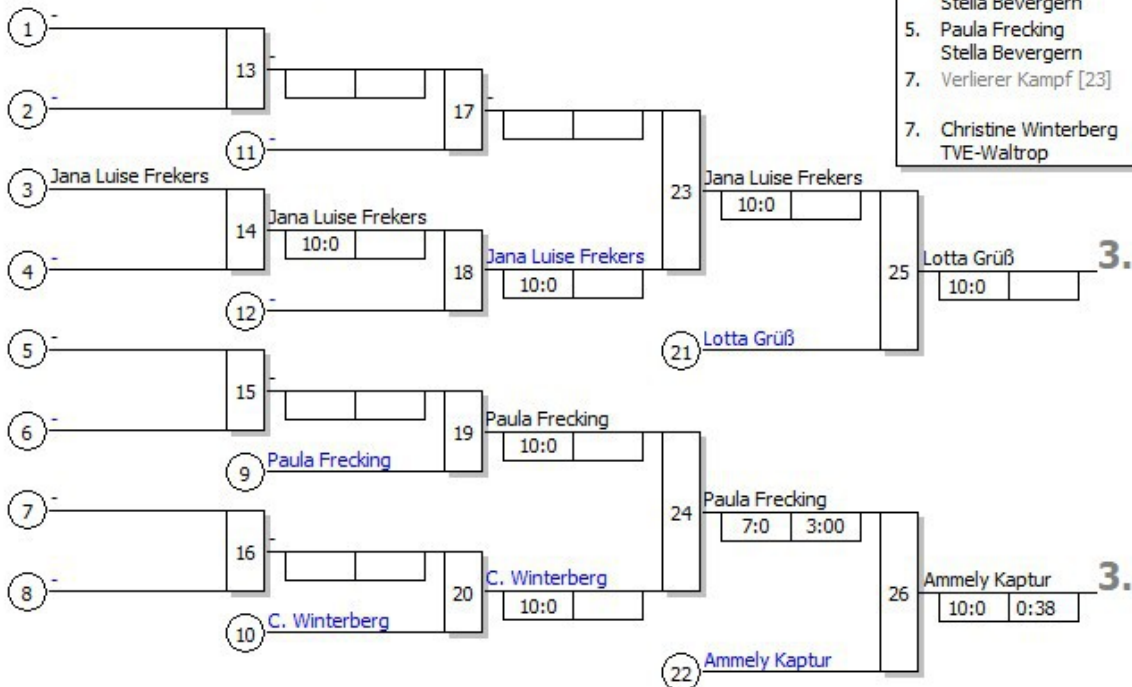 Stella Bevergern
5. Paula Frecking
Stella Bevergern
7. Verlierer Kampf [23]
7. Christine Winterberg
TVE-Waltrop
1 -
13
-
2 -
17
-
11 -
3 Jana Luise Frekers
23
Jana Luise Frekers
10:0
14
Jana Luise Frekers
10:0
4 -
18
Jana Luise Frekers
10:0
12 -
25
Lotta Grüß
10:0
3.
5 -
21 Lotta Grüß
15
-
6 -
19
Paula Frecking
10:0
9 Paula Frecking
7 -
24
Paula Frecking
7:0 3:00
16
-
8 -
20
C. Winterberg
10:0
10 C. Winterberg
26
Ammely Kaptur
10:0 0:38
3.
22 Ammely Kaptur